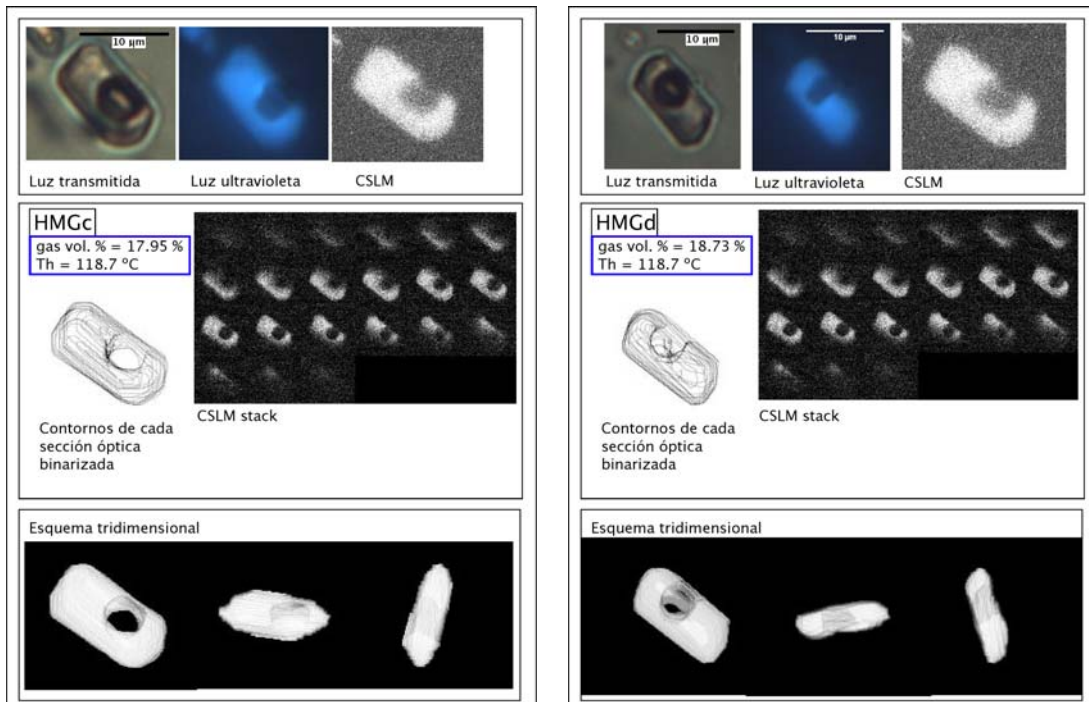 10 µm
Luz transmitida
Luz ultravioleta
CSLM
HMGc
gas vol. % = 17.95 %
Th = 118.7 ºC
CSLM stack
Contornos de cada
sección óptica
binarizada
Esquema tridimensional
10 µm
10 µm
Luz transmitida
Luz ultravioleta
CSLM
HMGd
gas vol. % = 18.73 %
Th = 118.7 ºC
CSLM stack
Contornos de cada
sección óptica
binarizada
Esquema tridimensional